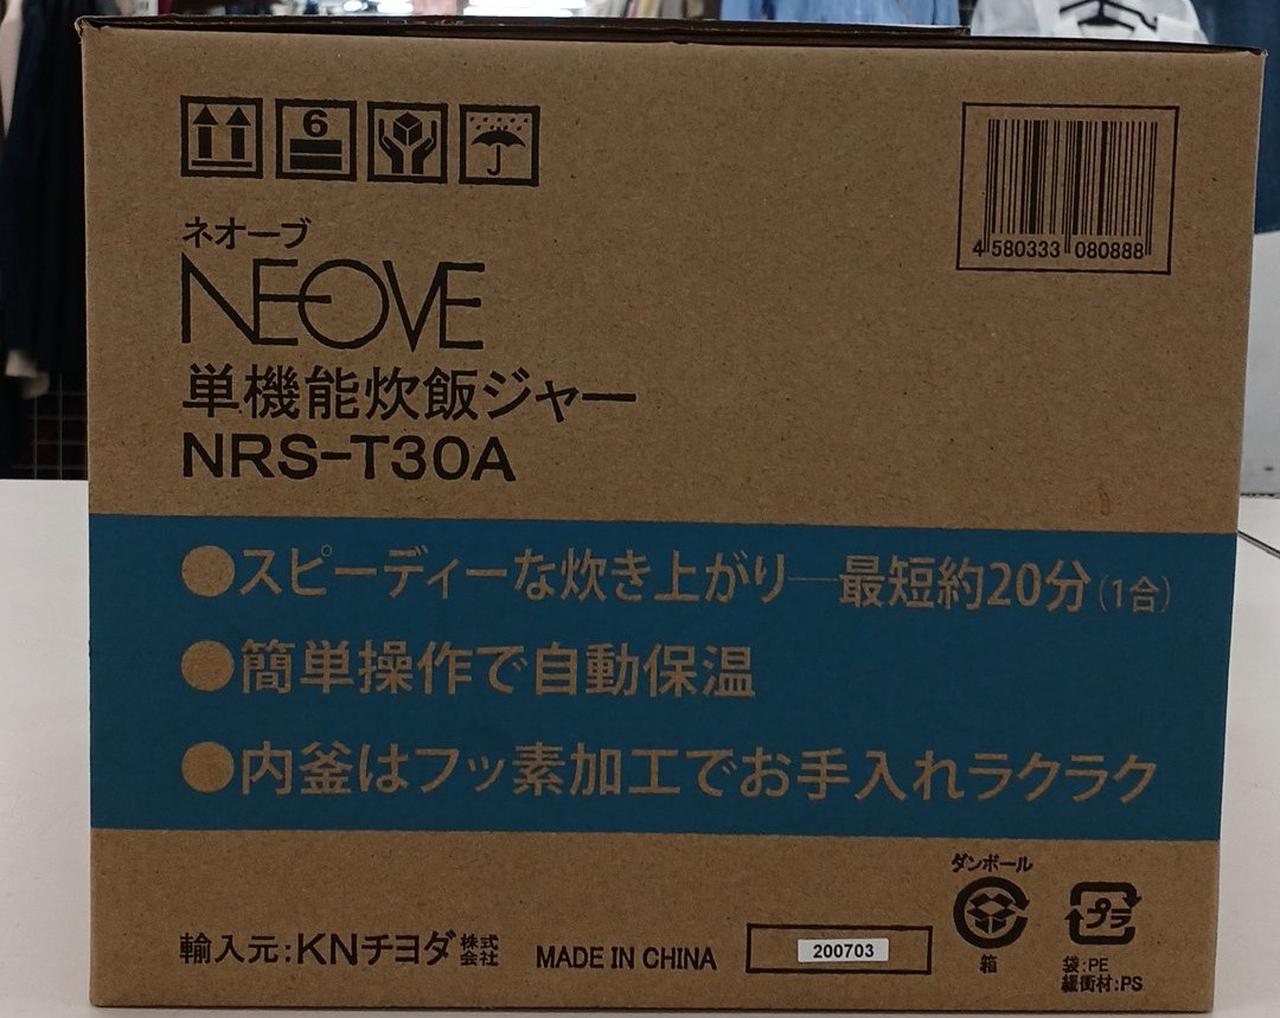 6
4 580333 080888
ネオーブ
NEOVE
単機能炊飯ジャー
NRS-T30A
●スピーディーな炊き上がり―最短約20分(1合)
●簡単操作で自動保温
●内釜はフッ素加工でお手入れラクラク
ダンボール
箱
プラ
袋:PE
緩衝材:PS
輸入元:KNチヨダ株式会社
MADE IN CHINA
200703